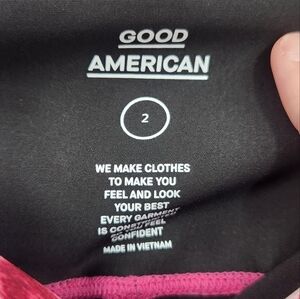 GOOD
AMERICAN
2
WE MAKE CLOTHES
TO MAKE YOU
FEEL AND LOOK
YOUR BEST
EVERY GARMENT
IS
CONFIDENT
MADE IN VIETNAM